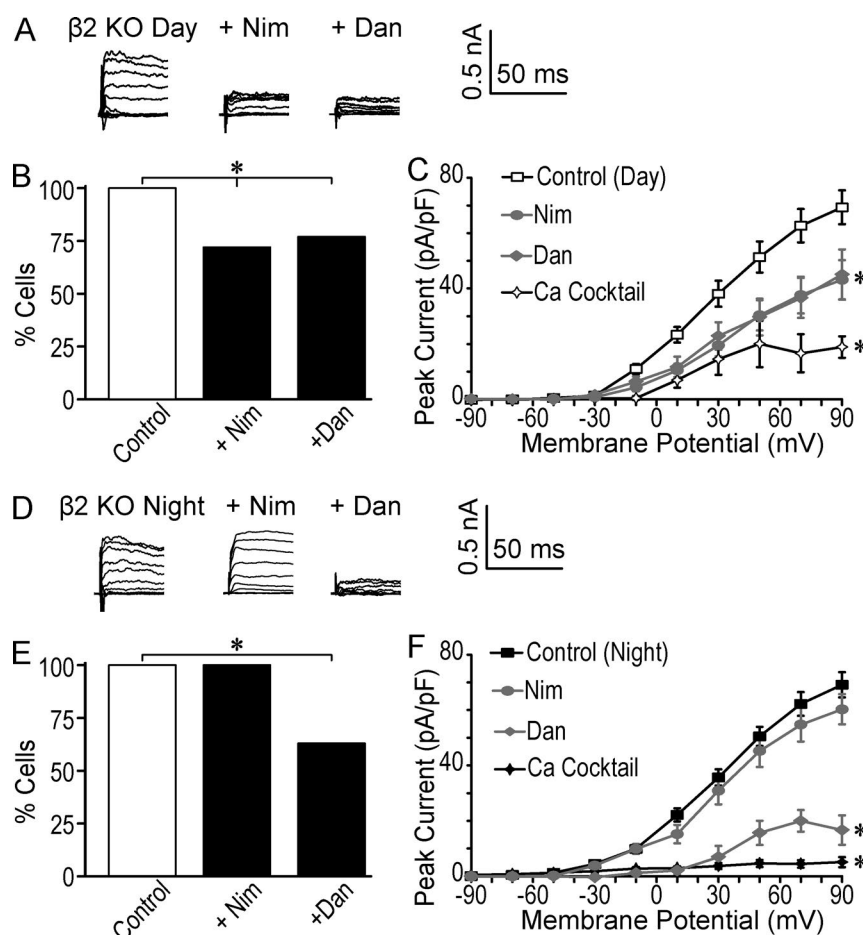 A
β2 KO Day + Nim + Dan
0.5 nA
50 ms
B
% Cells
100
75
50
25
0
Control
+ Nim
+Dan
*
C
Peak Current (pA/pF)
80
40
0
Control (Day)
Nim
Dan
Ca Cocktail
*
*
-90 -60 -30 0 30 60 90
Membrane Potential (mV)
D
β2 KO Night + Nim + Dan
0.5 nA
50 ms
E
% Cells
100
75
50
25
0
Control
+ Nim
+Dan
*
F
Peak Current (pA/pF)
80
40
0
Control (Night)
Nim
Dan
Ca Cocktail
*
*
-90 -60 -30 0 30 60 90
Membrane Potential (mV)